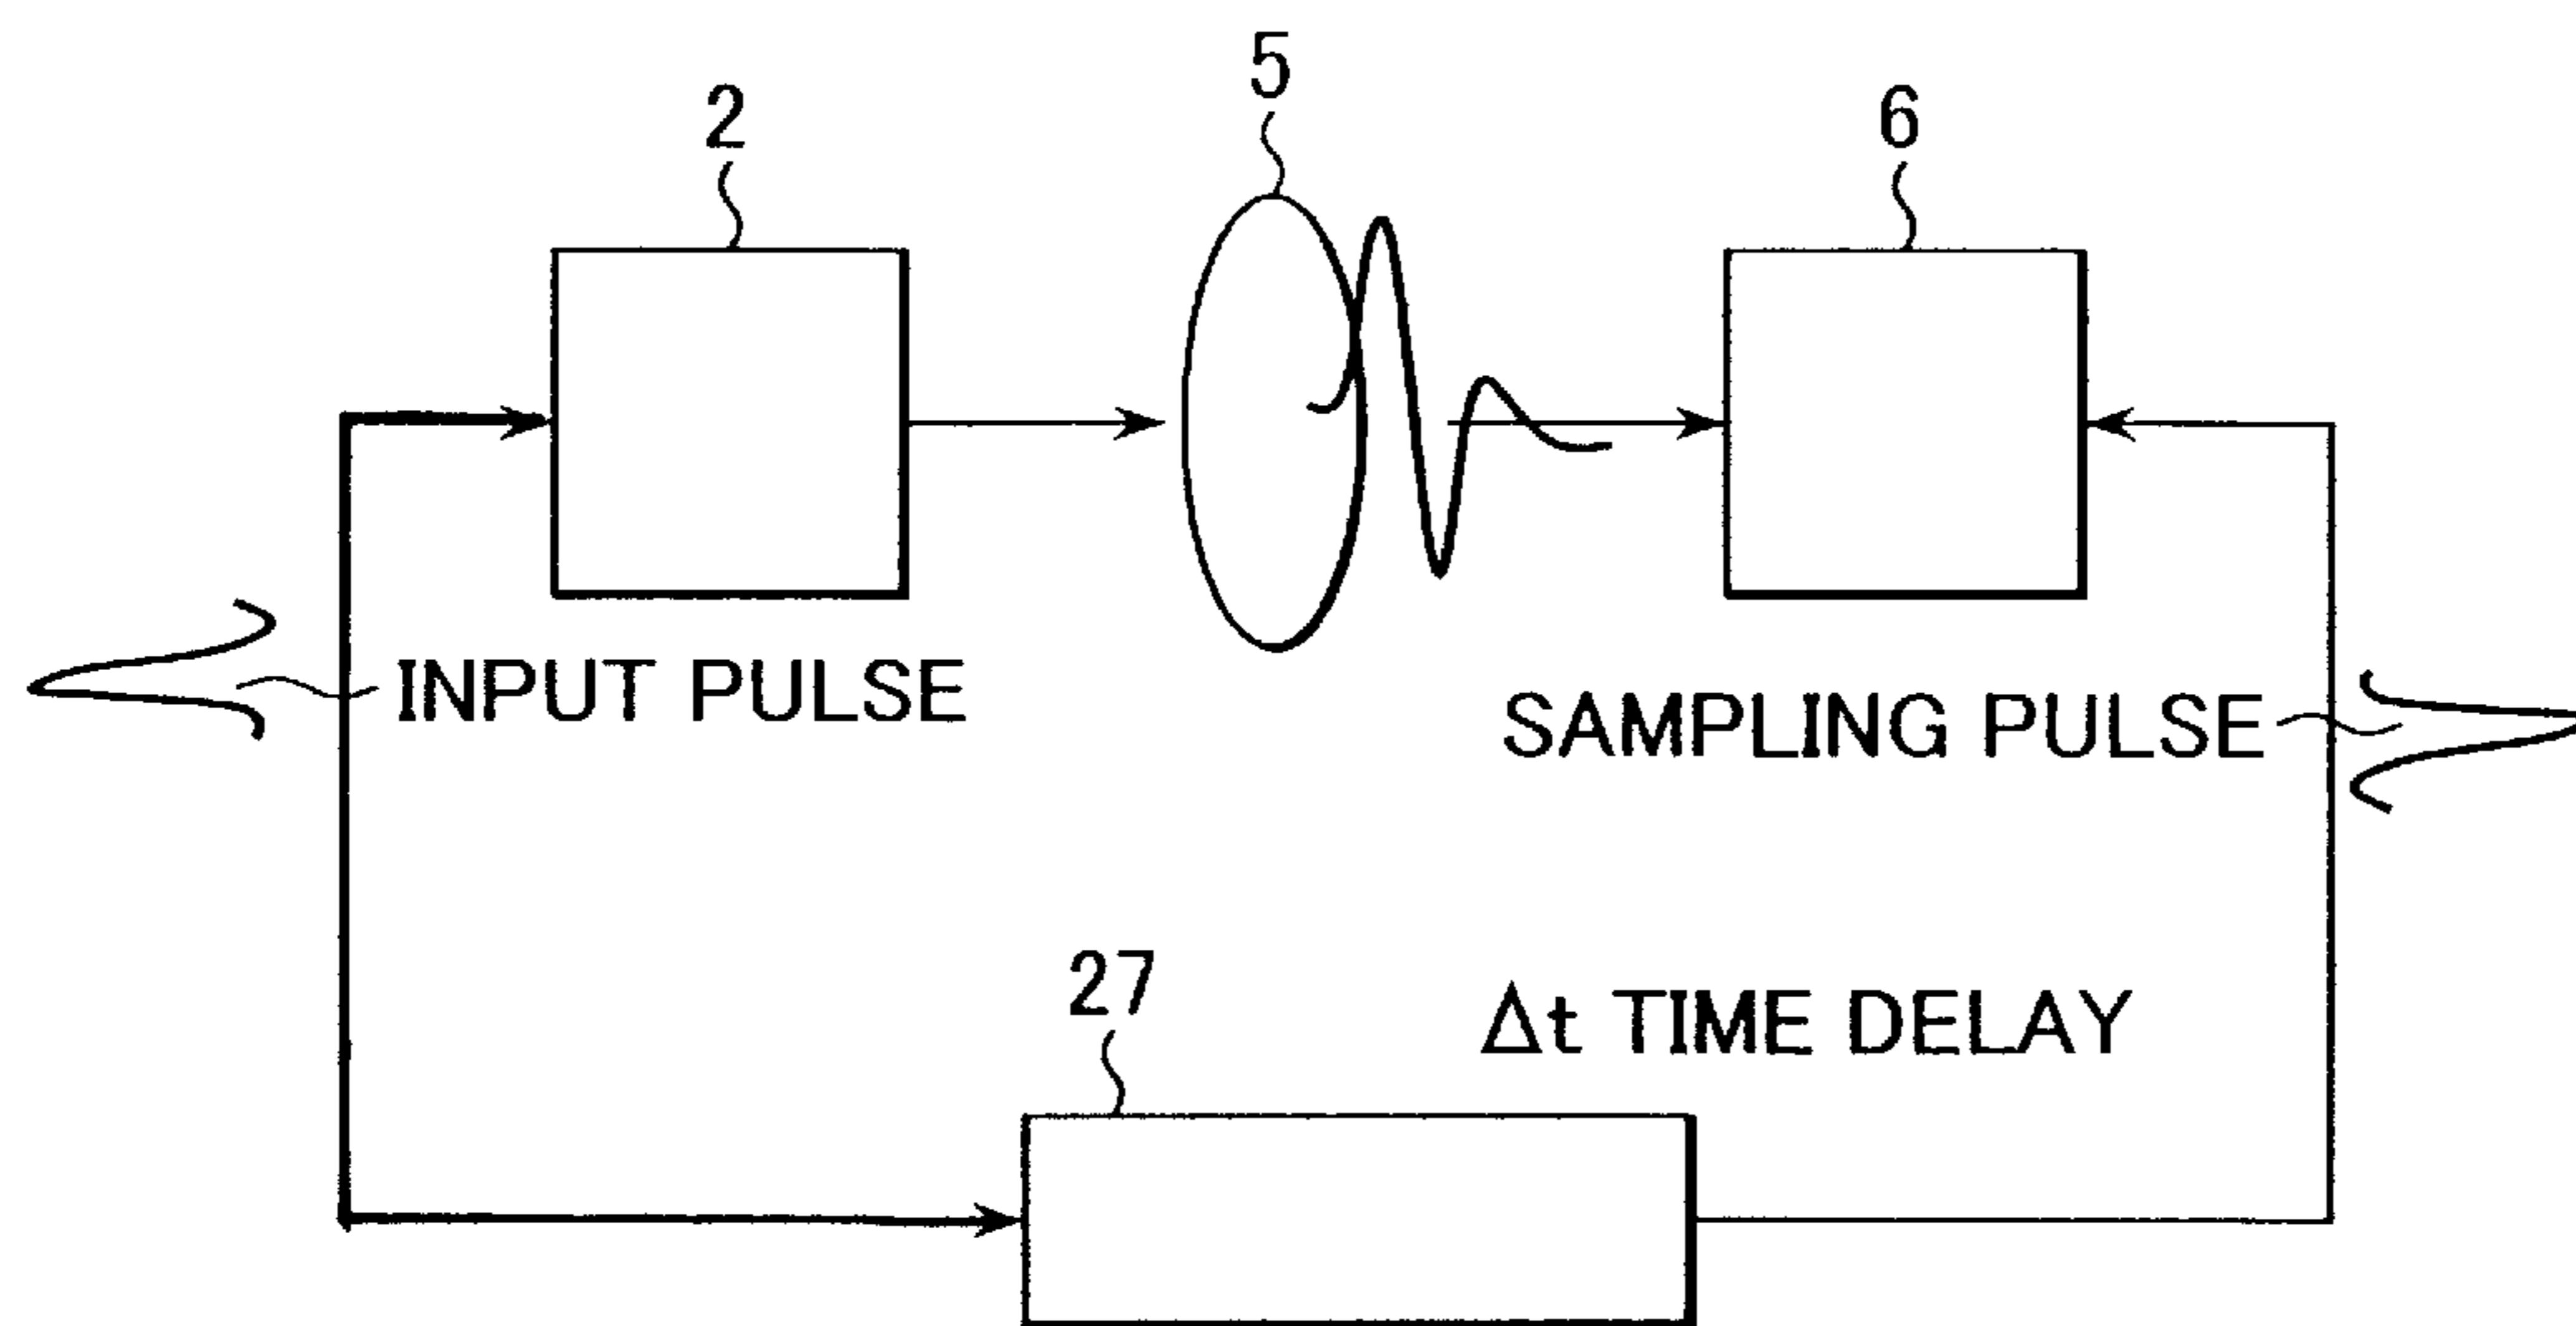 5
2
6
INPUT PULSE
SAMPLING PULSE
27
Δt TIME DELAY